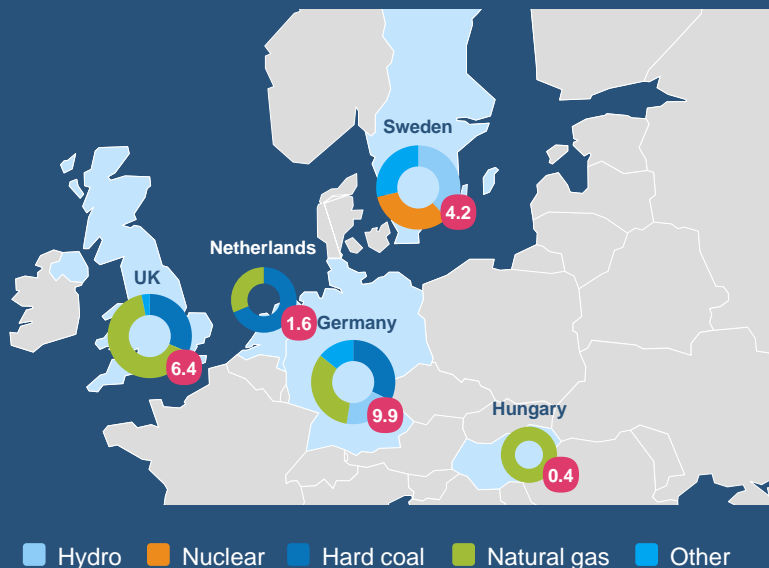 Sweden
4.2
Netherlands
1.6
UK
6.4
Germany
9.9
Hungary
0.4
Hydro Nuclear Hard coal Natural gas Other